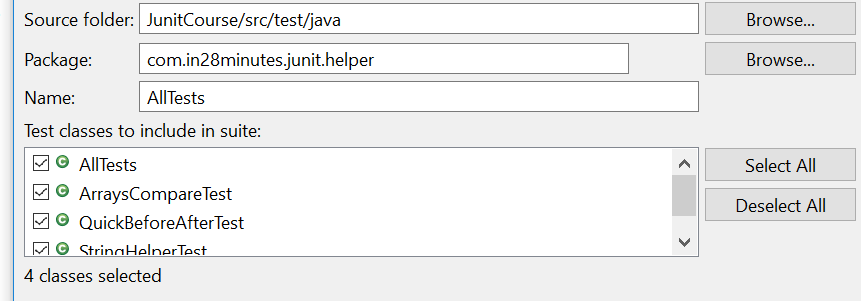 Source folder: JunitCourse/src/test/java Browse...
Package: com.in28minutes.junit.helper Browse...
Name: AllTests
Test classes to include in suite:
AllTests Select All
ArraysCompareTest
QuickBeforeAfterTest Deselect All
StringHelperTest
4 classes selected